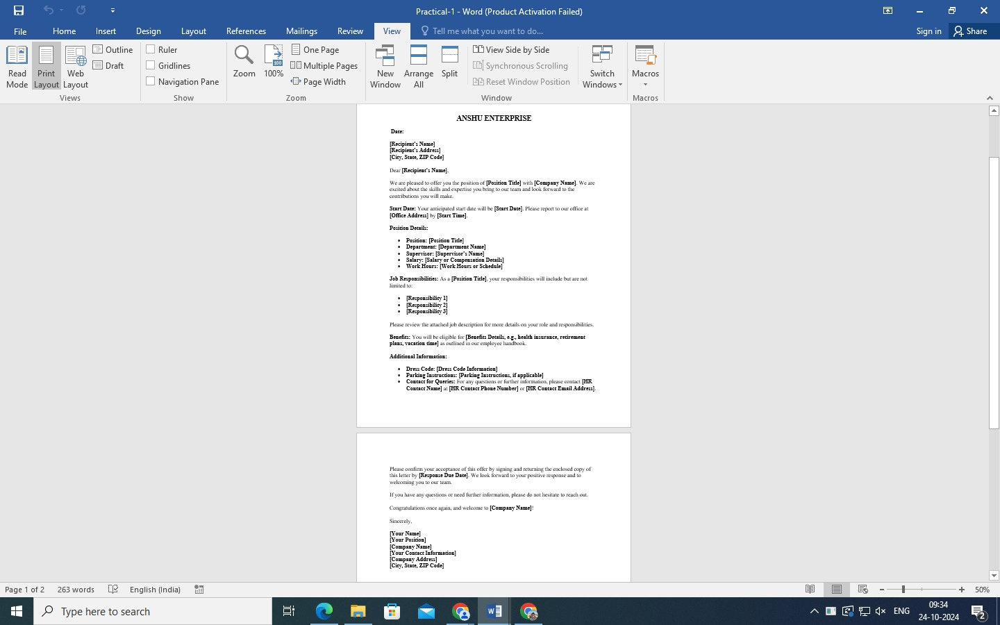 Practical-1 - Word (Product Activation Failed)
File Home Insert Design Layout References Mailings Review View Tell me what you want to do... Sign in Share
Read Mode
Print Layout
Web Layout
Outline
Draft
Views
Ruler
Gridlines
Navigation Pane
Show
Zoom
100
100%
One Page
Multiple Pages
Page Width
Zoom
New Window
Arrange All
Split
View Side by Side
Synchronous Scrolling
Reset Window Position
Window
Switch Windows
Macros
Macros
ANSHU ENTERPRISE
Date:
[Recipient's Name]
[Recipient's Address]
[City, State, ZIP Code]
Dear [Recipient's Name],
We are pleased to offer you the position of [Position Title] with [Company Name]. We are
excited about the skills and expertise you bring to our team and look forward to the
contributions you will make.
Start Date: Your anticipated start date will be [Start Date]. Please report to our office at
[Office Address] by [Start Time].
Position Details:
• Position: [Position Title]
• Department: [Department Name]
• Supervisor: [Supervisor's Name]
• Salary: [Salary or Compensation Details]
• Work Hours: [Work Hours or Schedule]
Job Responsibilities: As a [Position Title], your responsibilities will include but are not
limited to:
• [Responsibility 1]
• [Responsibility 2]
• [Responsibility 3]
Please review the attached job description for more details on your role and responsibilities.
Benefits: You will be eligible for [Benefits Details, e.g., health insurance, retirement
plans, vacation time] as outlined in our employee handbook.
Additional Information:
• Dress Code: [Dress Code Information]
• Parking Instructions: [Parking Instructions, if applicable]
• Contact for Queries: For any questions or further information, please contact [HR
Contact Name] at [HR Contact Phone Number] or [HR Contact Email Address].
Please confirm your acceptance of this offer by signing and returning the enclosed copy of
this letter by [Response Due Date]. We look forward to your positive response and to
welcoming you to our team.
If you have any questions or need further information, please do not hesitate to reach out.
Congratulations once again, and welcome to [Company Name]!
Sincerely,
[Your Name]
[Your Position]
[Company Name]
[Your Contact Information]
[Company Address]
[City, State, ZIP Code]
Page 1 of 2 263 words English (India) 50%
Type here to search
ENG
09:34
24-10-2024
2